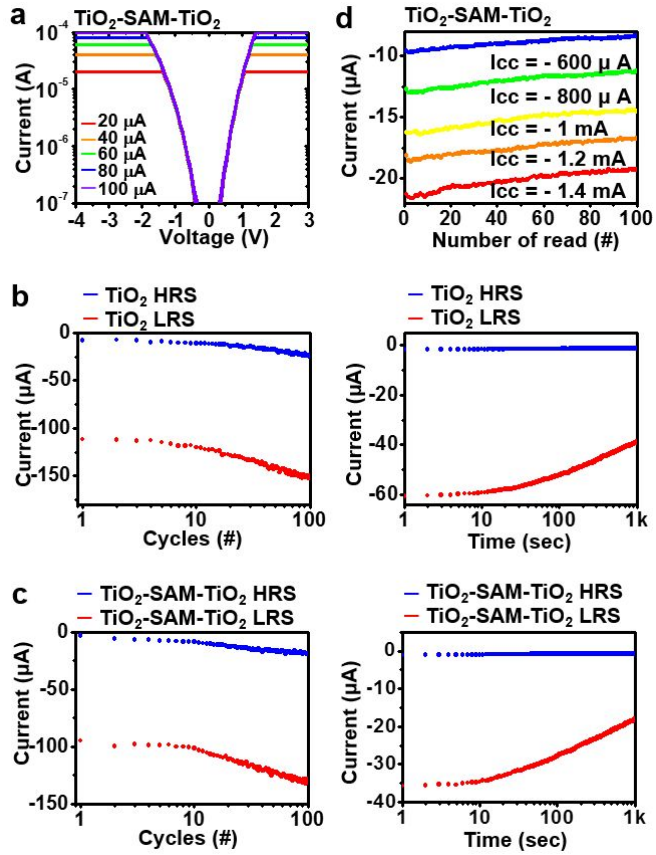 a
TiO₂-SAM-TiO₂
Current (A)
10⁻⁴
10⁻⁵
10⁻⁶
10⁻⁷
20 μA
40 μA
60 μA
80 μA
100 μA
-4 -3 -2 -1 0 1 2 3
Voltage (V)
d
TiO₂-SAM-TiO₂
Current (μA)
-10
-15
-20
Icc = - 600 μ A
Icc = - 800 μ A
Icc = - 1 mA
Icc = - 1.2 mA
Icc = - 1.4 mA
0 20 40 60 80 100
Number of read (#)
b
TiO₂ HRS
TiO₂ LRS
Current (μA)
0
-50
-100
-150
1 10 100
Cycles (#)
TiO₂ HRS
TiO₂ LRS
Current (μA)
0
-20
-40
-60
1 10 100 1k
Time (sec)
c
TiO₂-SAM-TiO₂ HRS
TiO₂-SAM-TiO₂ LRS
Current (μA)
0
-50
-100
-150
1 10 100
Cycles (#)
TiO₂-SAM-TiO₂ HRS
TiO₂-SAM-TiO₂ LRS
Current (μA)
0
-10
-20
-30
-40
1 10 100 1k
Time (sec)